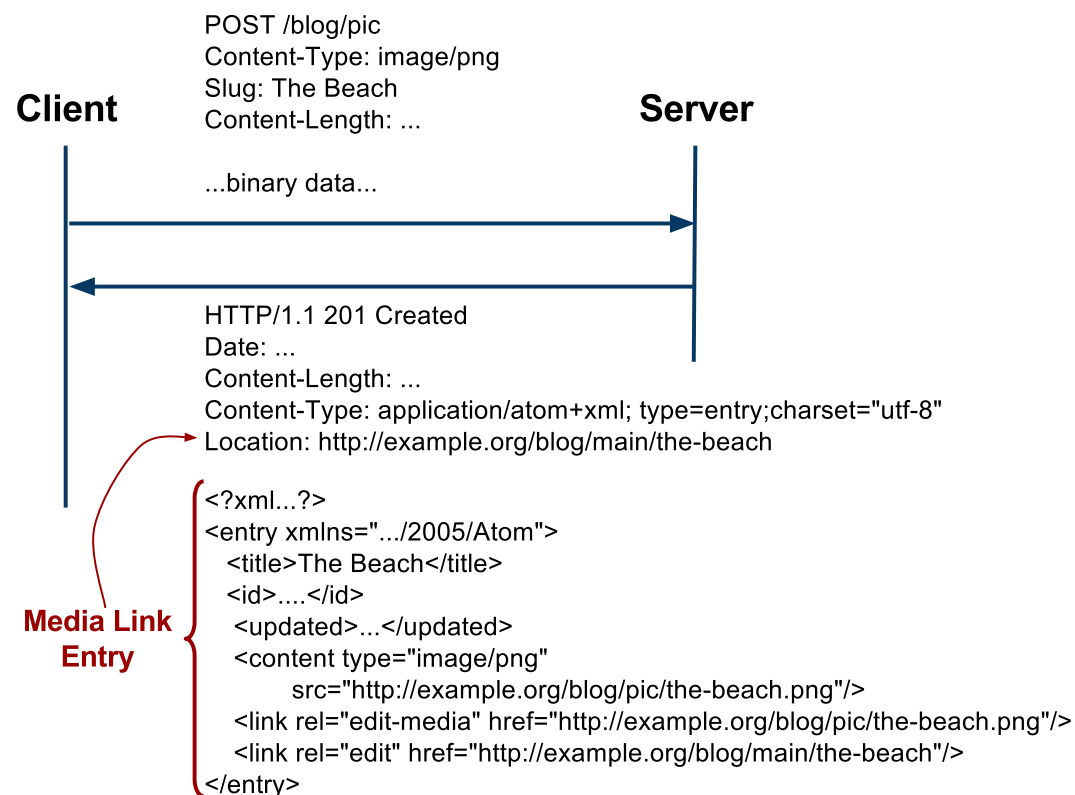 POST /blog/pic
Content-Type: image/png
Slug: The Beach
Content-Length: ...
Client
Server
...binary data...
HTTP/1.1 201 Created
Date: ...
Content-Length: ...
Content-Type: application/atom+xml; type=entry;charset="utf-8"
Location: http://example.org/blog/main/the-beach
Media Link
Entry
<?xml...?>
<entry xmlns=".../2005/Atom">
<title>The Beach</title>
<id>....</id>
<updated>...</updated>
<content type="image/png"
src="http://example.org/blog/pic/the-beach.png"/>
<link rel="edit-media" href="http://example.org/blog/pic/the-beach.png"/>
<link rel="edit" href="http://example.org/blog/main/the-beach"/>
</entry>